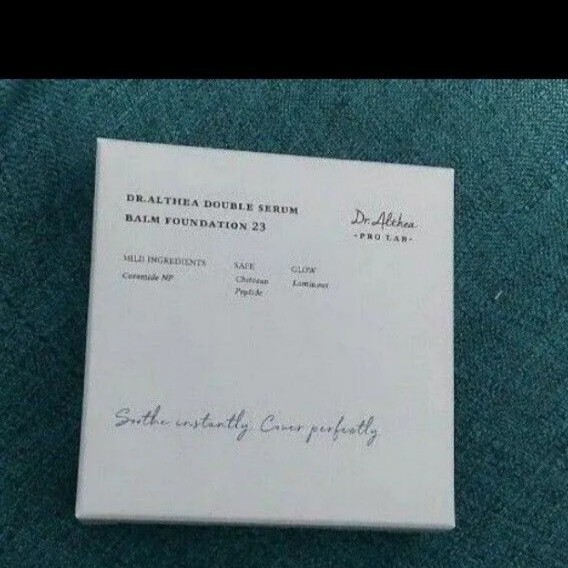 DR.ALTHEA DOUBLE SERUM
BALM FOUNDATION 23
Dr.Althea
-PRO LAB-
MILD INGREDIENTS
Ceramide NP
SAFE
Chitosan
Peptide
GLOW
Luminous
Soothe instantly. Cover perfectly